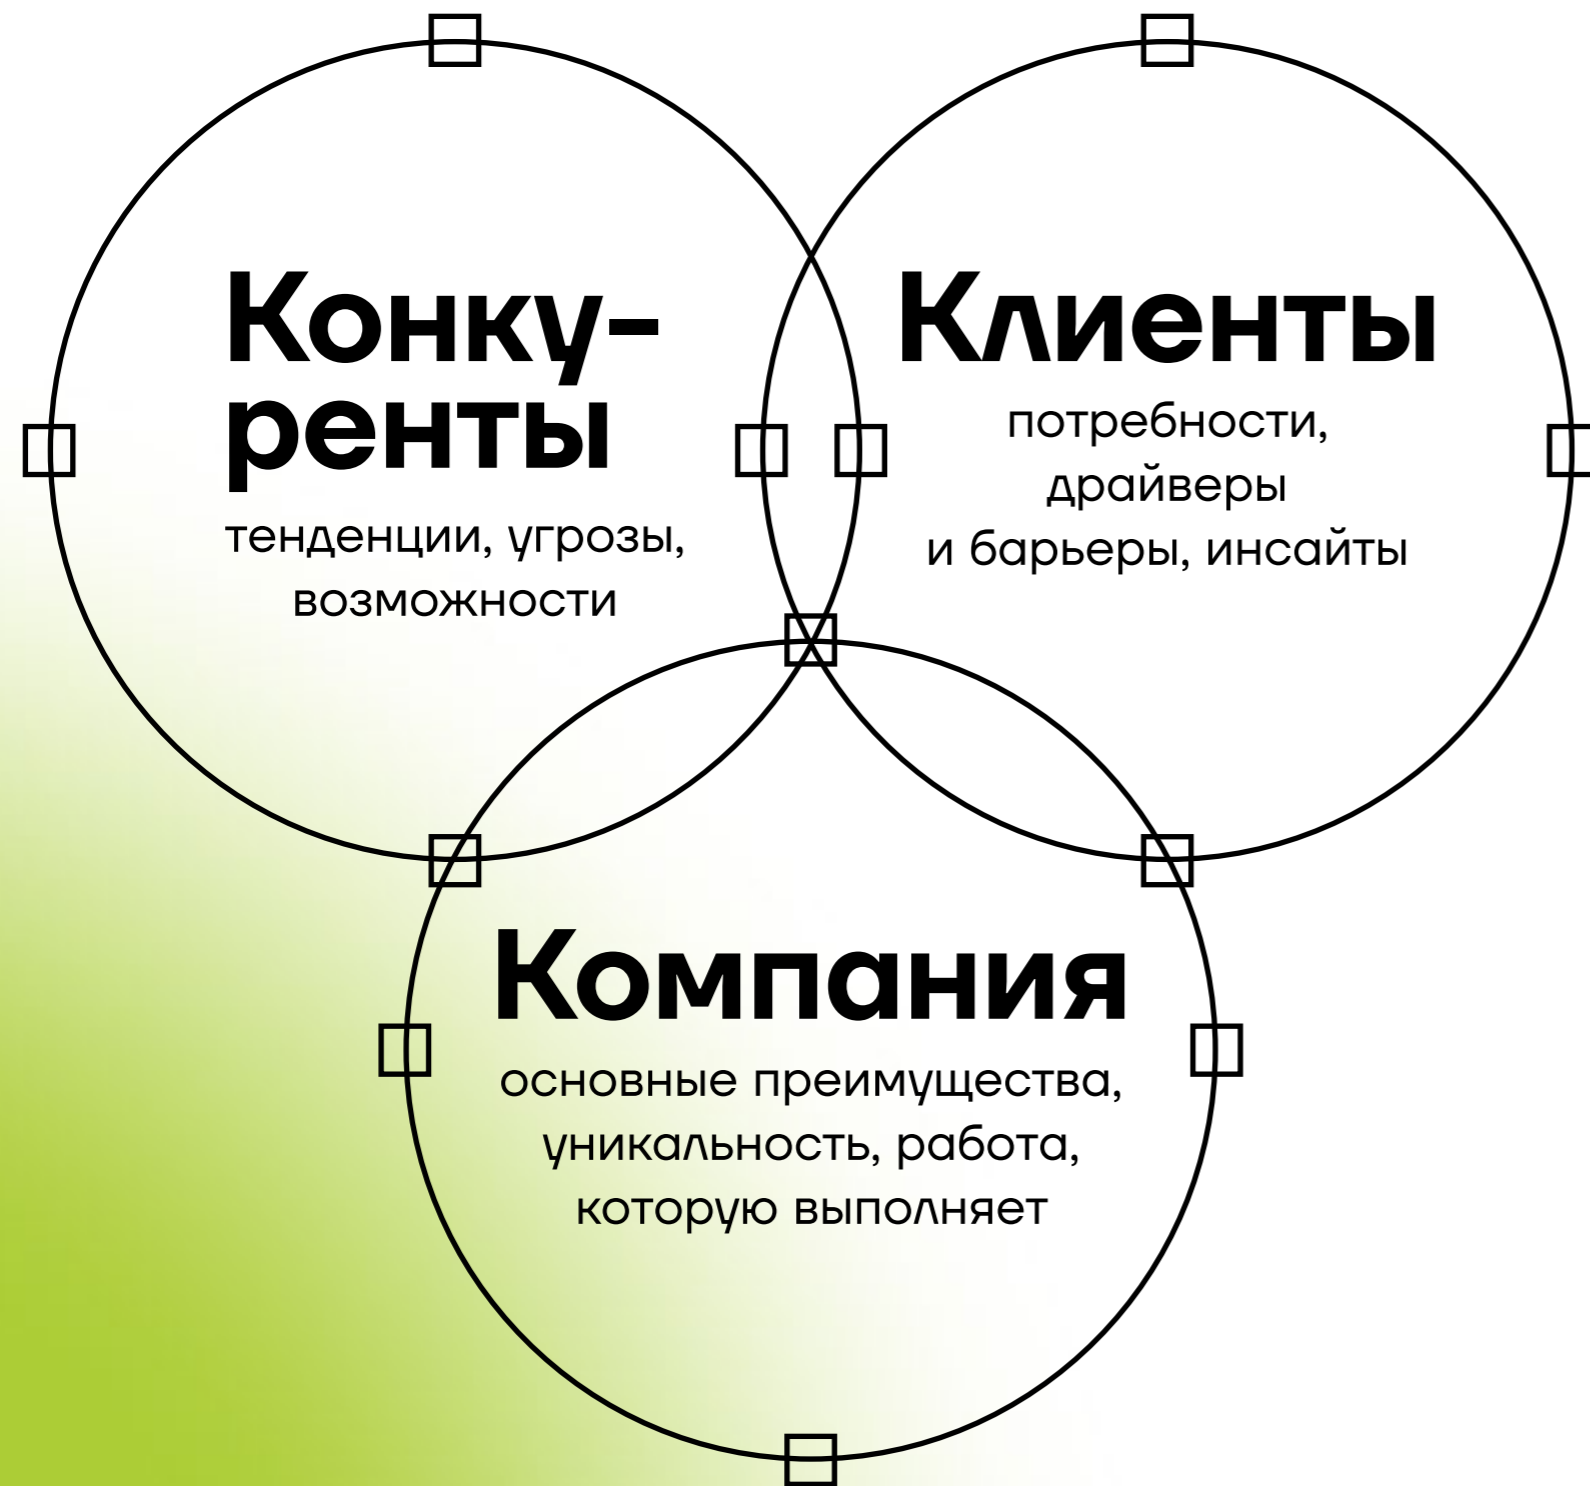 Конку-
ренты
тенденции, угрозы,
возможности
Клиенты
потребности,
драйверы
и барьеры, инсайты
Компания
основные преимущества,
уникальность, работа,
которую выполняет